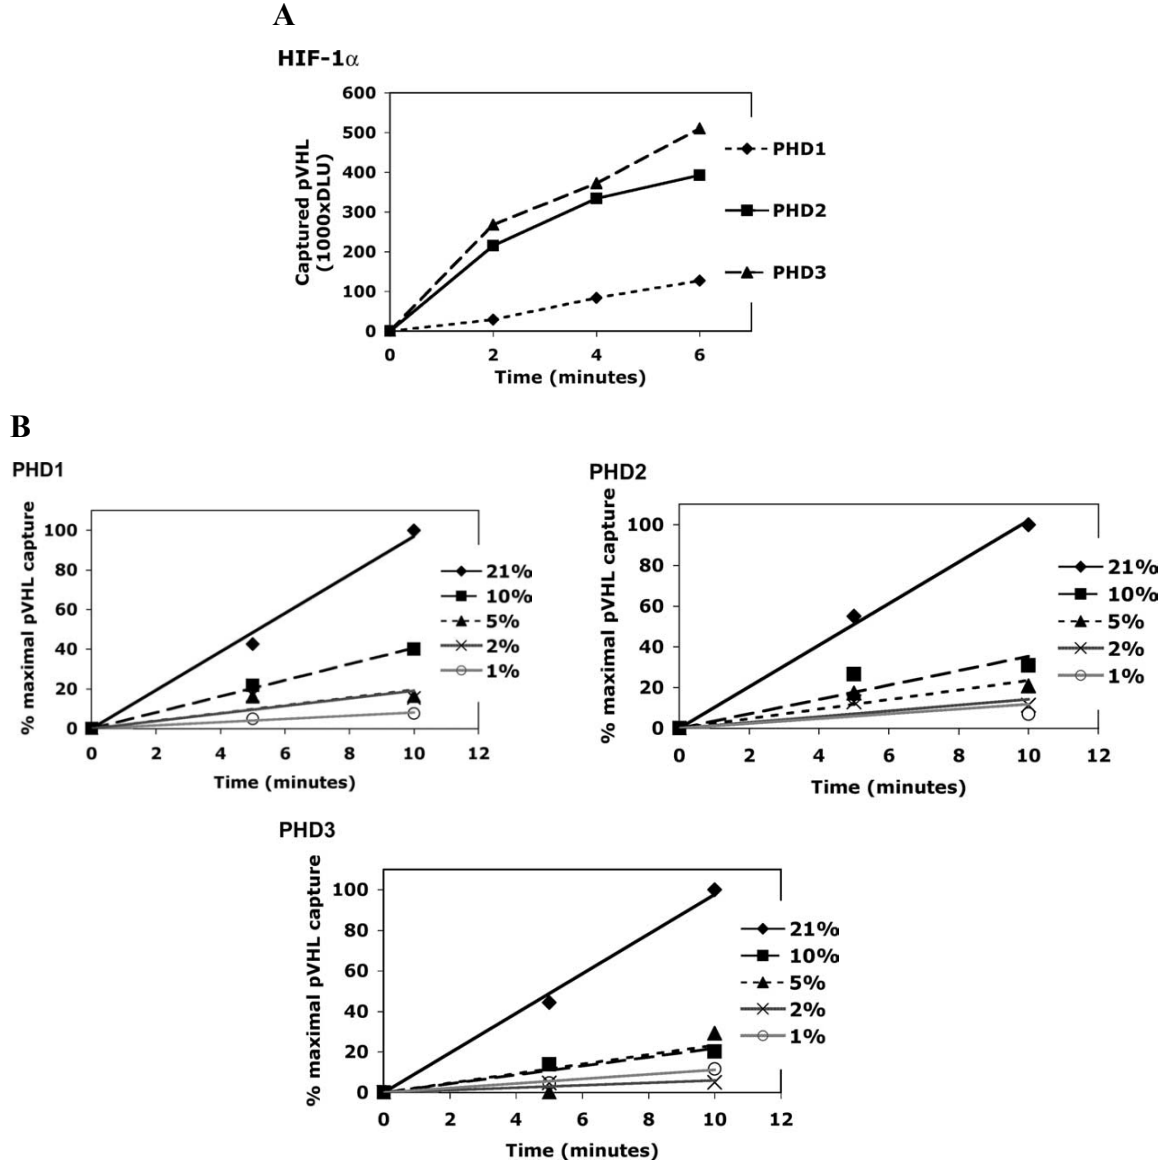 A
HIF-1α
Captured pVHL
(1000xDLU)
600
500
400
300
200
100
0
0 2 4 6
Time (minutes)
PHD1
PHD2
PHD3
B
PHD1
% maximal pVHL capture
100
80
60
40
20
0
0 2 4 6 8 10 12
Time (minutes)
21%
10%
5%
2%
1%
PHD2
% maximal pVHL capture
100
80
60
40
20
0
0 2 4 6 8 10 12
Time (minutes)
21%
10%
5%
2%
1%
PHD3
% maximal pVHL capture
100
80
60
40
20
0
0 2 4 6 8 10 12
Time (minutes)
21%
10%
5%
2%
1%